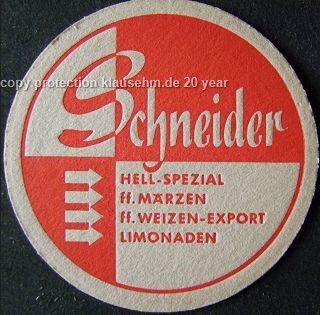 copy protection klausehm.de 20 year
Schneider
HELL-SPEZIAL
ff. MÄRZEN
ff. WEIZEN-EXPORT
LIMONADEN